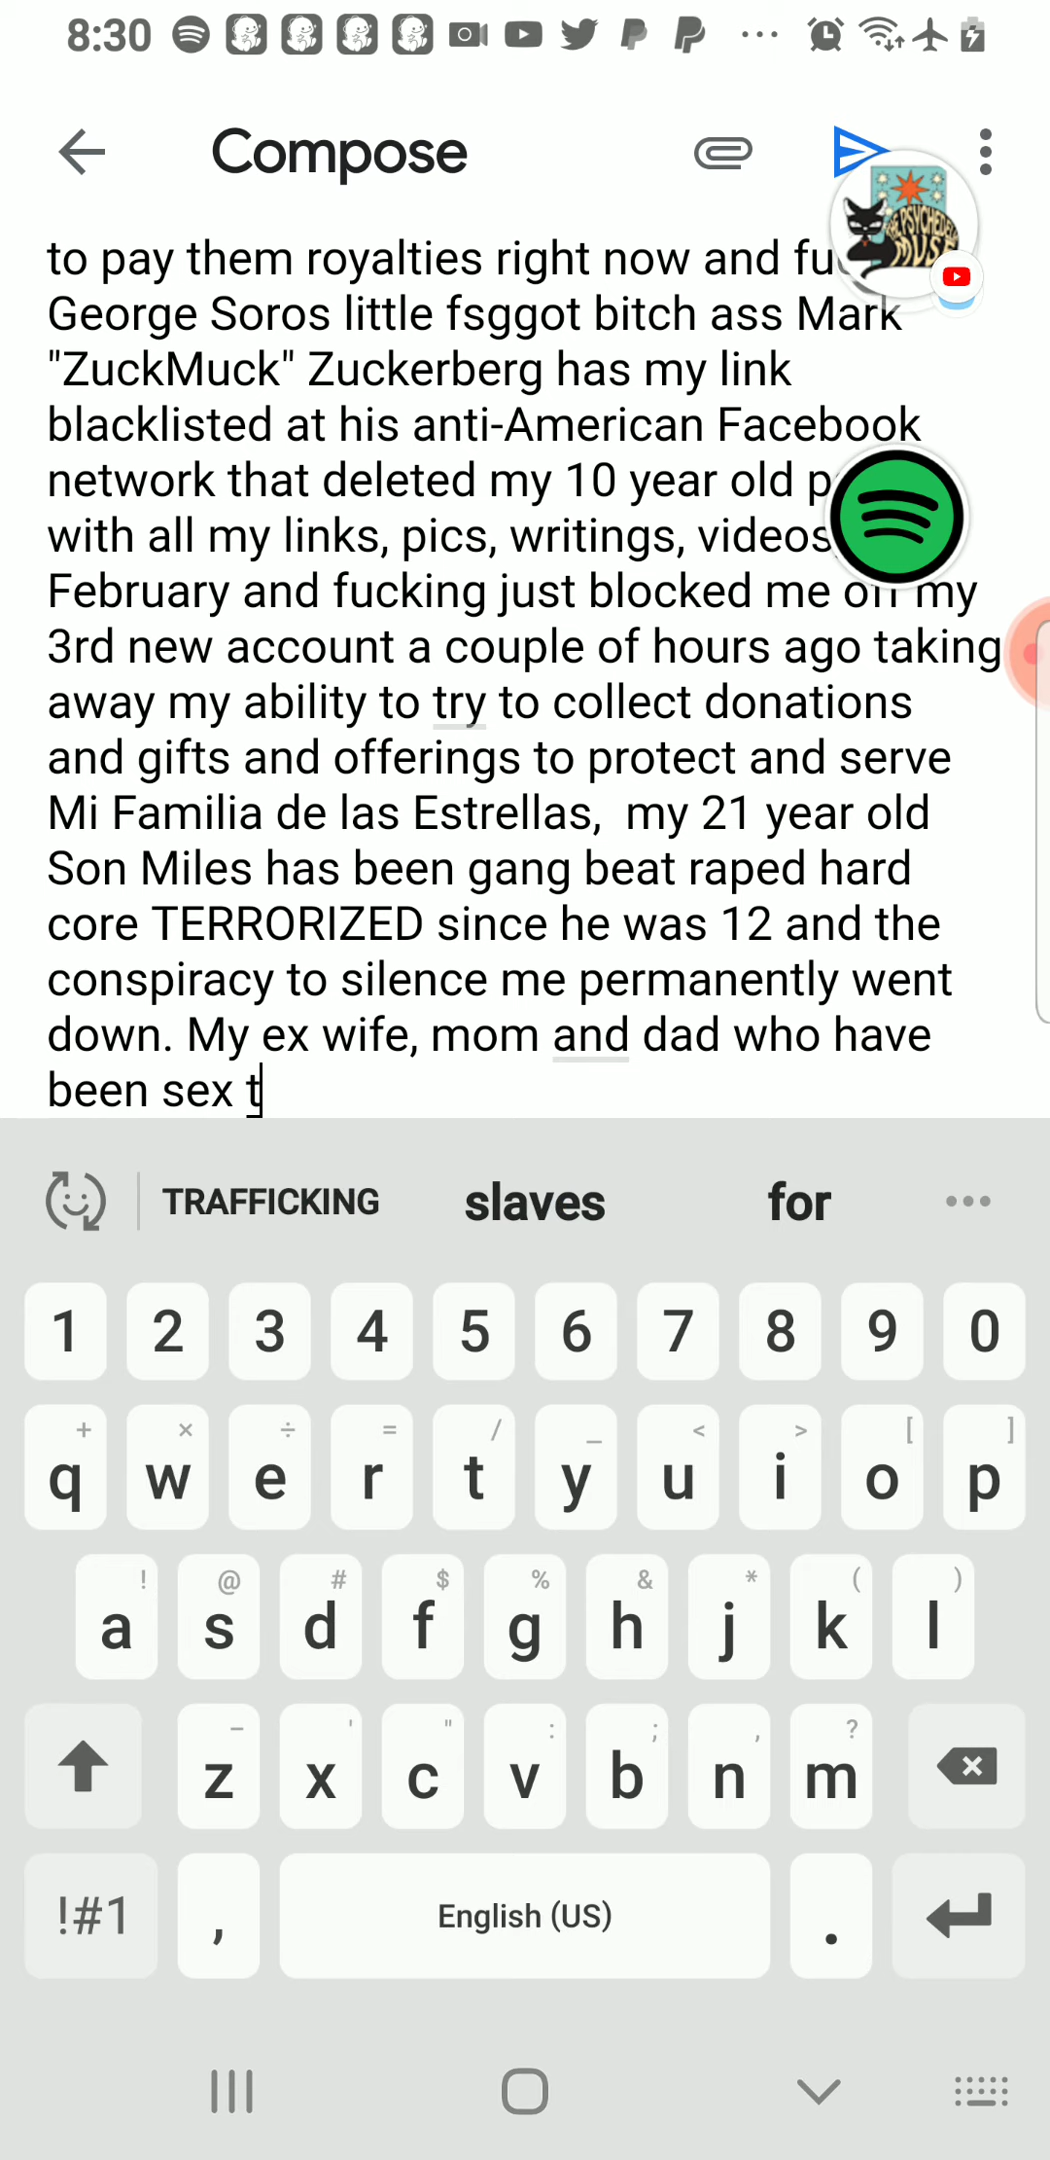 8:30
Compose
to pay them royalties right now and
George Soros little fsggot bitch ass Mark
"ZuckMuck" Zuckerberg has my link
blacklisted at his anti-American Facebook
network that deleted my 10 year old
with all my links, pics, writings, videos
February and fucking just blocked me off my
3rd new account a couple of hours ago taking
away my ability to try to collect donations
and gifts and offerings to protect and serve
Mi Familia de las Estrellas,  my 21 year old
Son Miles has been gang beat raped hard
core TERRORIZED since he was 12 and the
conspiracy to silence me permanently went
down. My ex wife, mom and dad who have
been sex t
TRAFFICKING slaves for
1 2 3 4 5 6 7 8 9 0
+ × ÷ = / _ < > [ ]
q w e r t y u i o p
! @ # $ % & * ( )
a s d f g h j k l
- ' " : ; , ?
z x c v b n m
!#1 , English (US) .